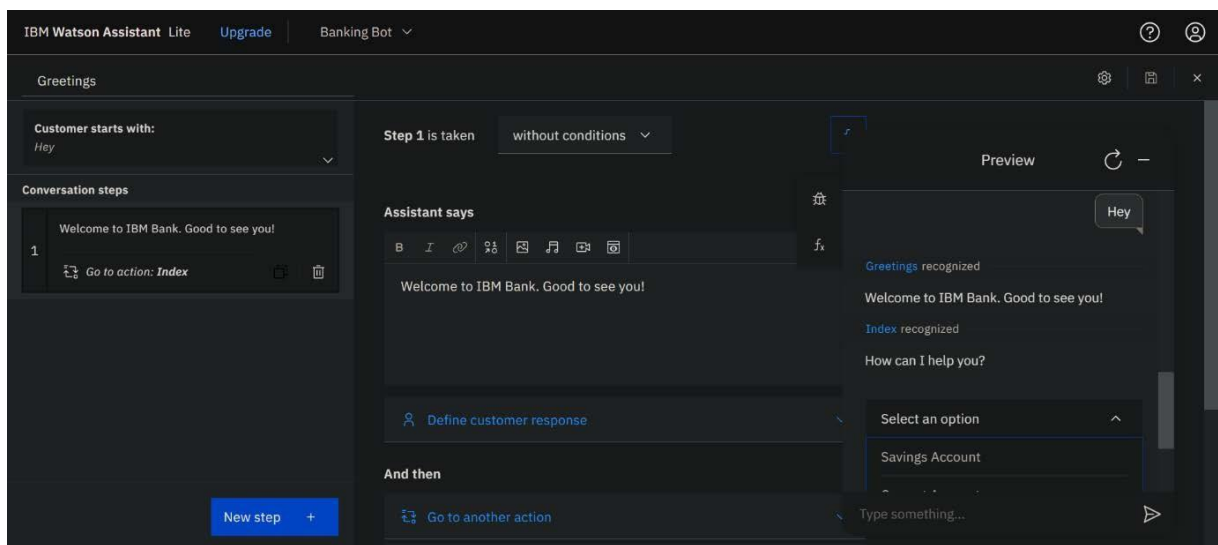 IBM Watson Assistant Lite Upgrade Banking Bot
Greetings
Customer starts with:
Hey
Conversation steps
1
Welcome to IBM Bank. Good to see you!
Go to action: Index
New step +
Step 1 is taken without conditions
Assistant says
B I
Welcome to IBM Bank. Good to see you!
Define customer response
And then
Go to another action
fx
Preview
Hey
Greetings recognized
Welcome to IBM Bank. Good to see you!
Index recognized
How can I help you?
Select an option
Savings Account
Type something...